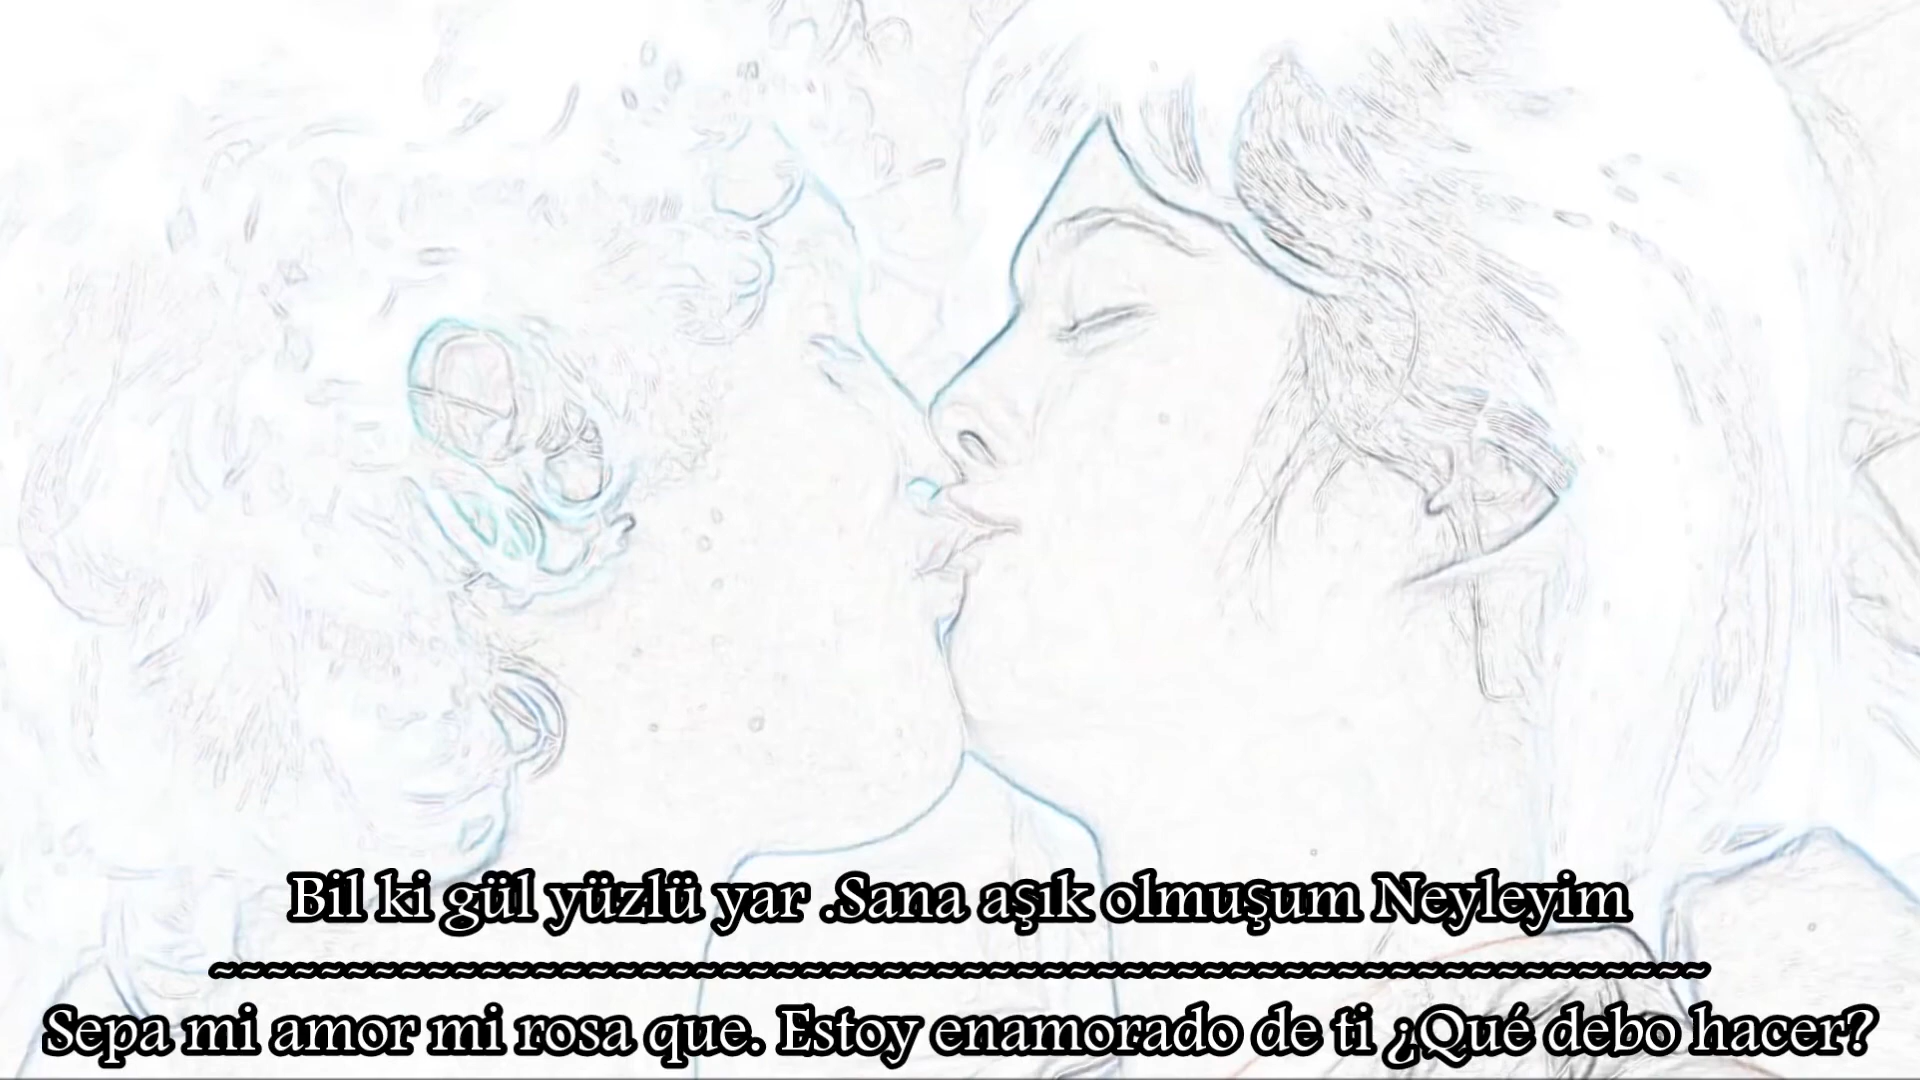 Bil ki gül yüzlü yar .Sana aşık olmuşum Neyleyim
~~~~~~~~~~~~~~~~~~~~~~~~~~~~~~~~~~~~~~~~~~~~~~~~~~~~~~~~
Sepa mi amor mi rosa que. Estoy enamorado de ti ¿Qué debo hacer?